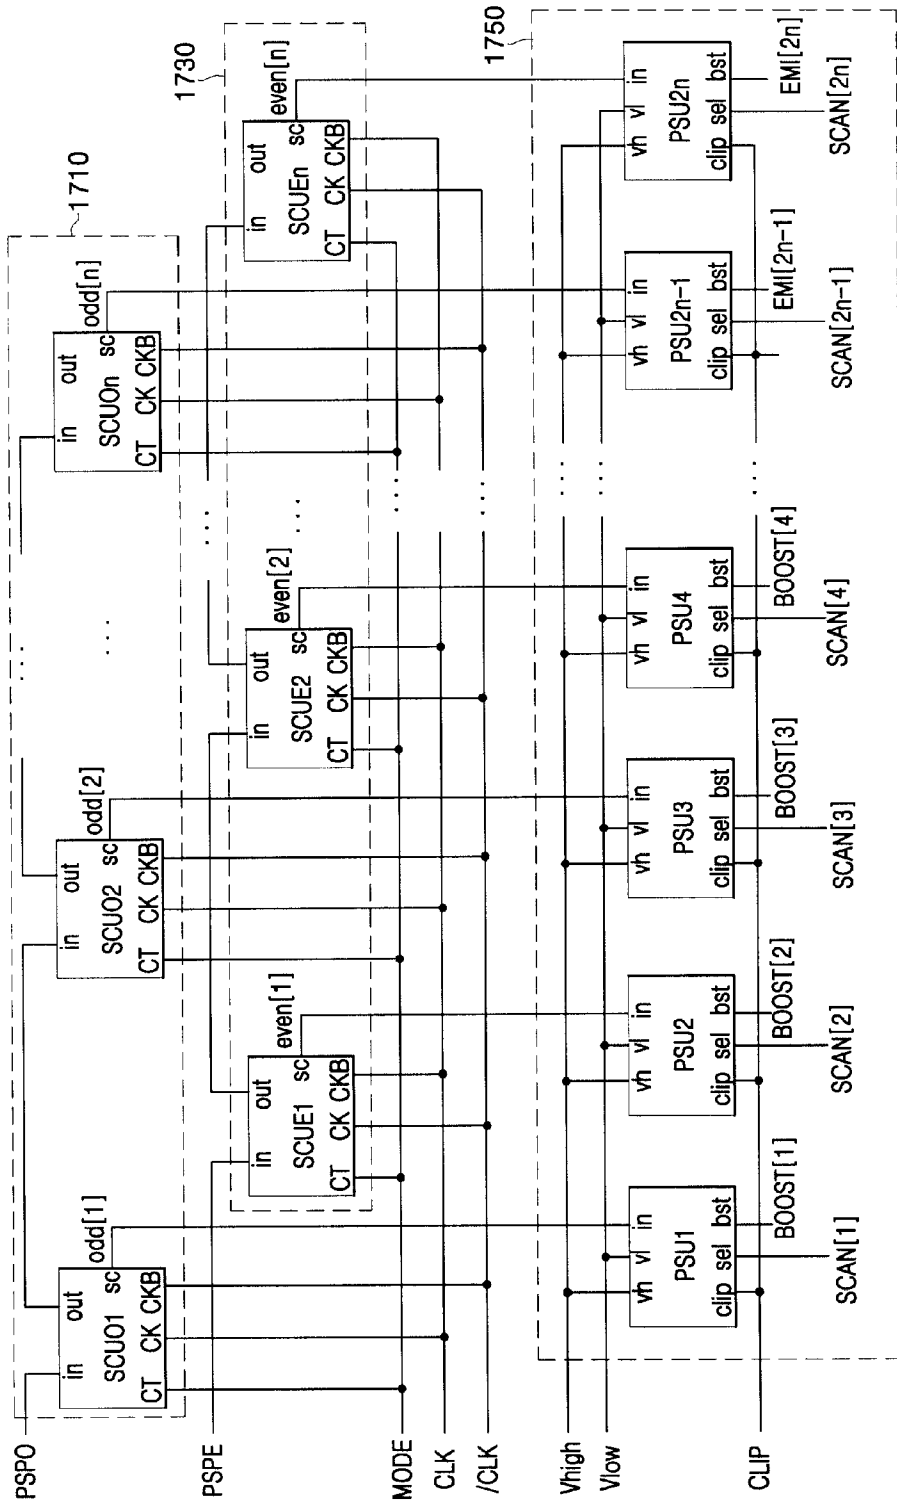 1710
PSPO
in
out
SCUO1
sc
odd[1]
CT
CK
CKB
in
out
SCUO2
sc
odd[2]
CT
CK
CKB
in
out
SCUOn
sc
odd[n]
CT
CK
CKB
1730
PSPE
in
out
SCUE1
sc
even[1]
CT
CK
CKB
in
out
SCUE2
sc
even[2]
CT
CK
CKB
in
out
SCUEn
sc
even[n]
CT
CK
CKB
MODE
CLK
/CLK
1750
Vhigh
Vlow
CLIP
vh
vl
in
PSU1
clip
sel
bst
BOOST[1]
SCAN[1]
vh
vl
in
PSU2
clip
sel
bst
BOOST[2]
SCAN[2]
vh
vl
in
PSU3
clip
sel
bst
BOOST[3]
SCAN[3]
vh
vl
in
PSU4
clip
sel
bst
BOOST[4]
SCAN[4]
vh
vl
in
PSU2n-1
clip
sel
bst
EMI[2n-1]
SCAN[2n-1]
vh
vl
in
PSU2n
clip
sel
bst
EMI[2n]
SCAN[2n]